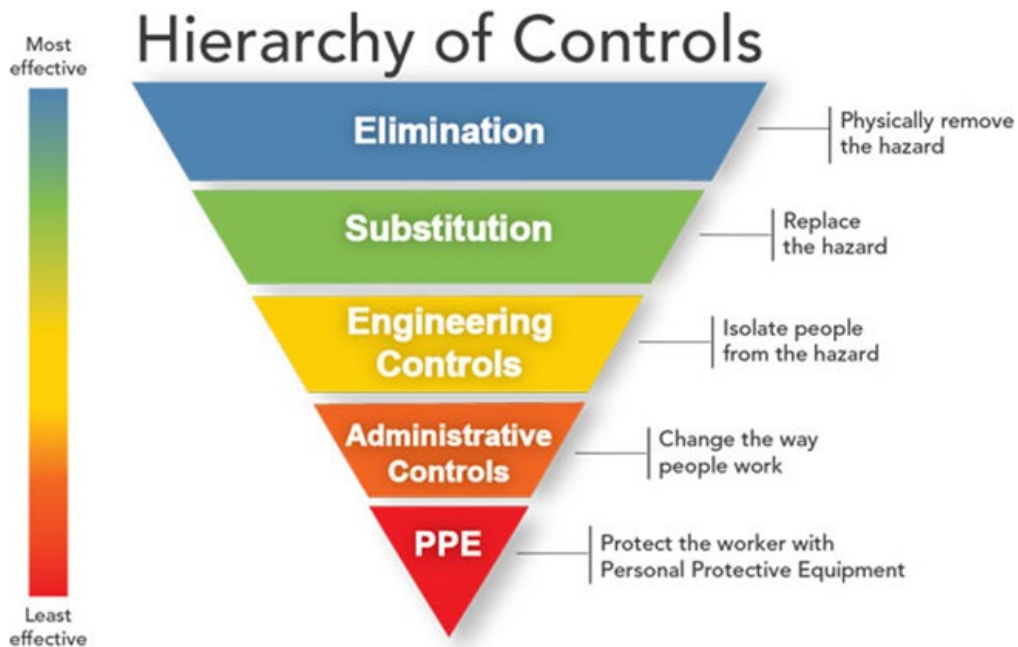 Hierarchy of Controls
Most
effective
Elimination
Physically remove
the hazard
Substitution
Replace
the hazard
Engineering
Controls
Isolate people
from the hazard
Administrative
Controls
Change the way
people work
PPE
Protect the worker with
Personal Protective Equipment
Least
effective